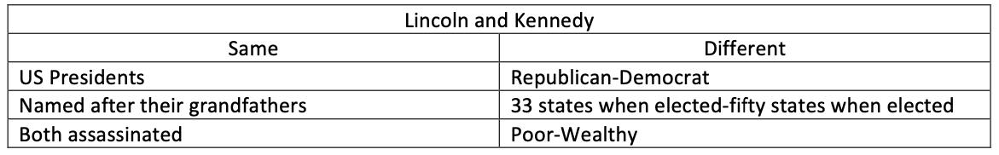 Lincoln and Kennedy
Same Different
US Presidents Republican-Democrat
Named after their grandfathers 33 states when elected-fifty states when elected
Both assassinated Poor-Wealthy